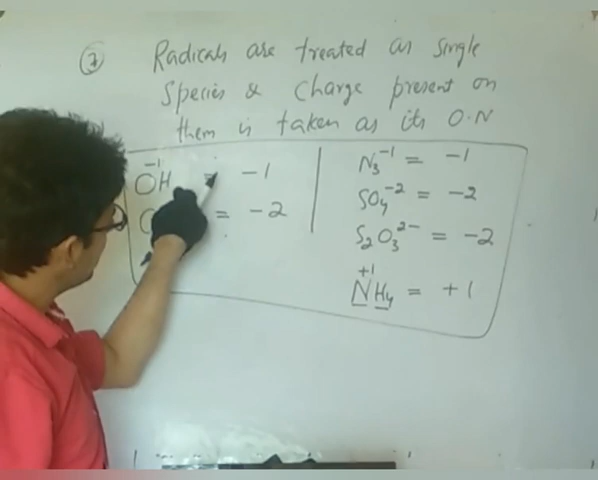 ⑦ Radicals are treated as single
Species & Charge present on
them is taken as its O.N
OH⁻¹ = -1
= -2
N₃⁻¹ = -1
SO₄⁻² = -2
S₂O₃²⁻ = -2
NH₄⁺¹ = +1